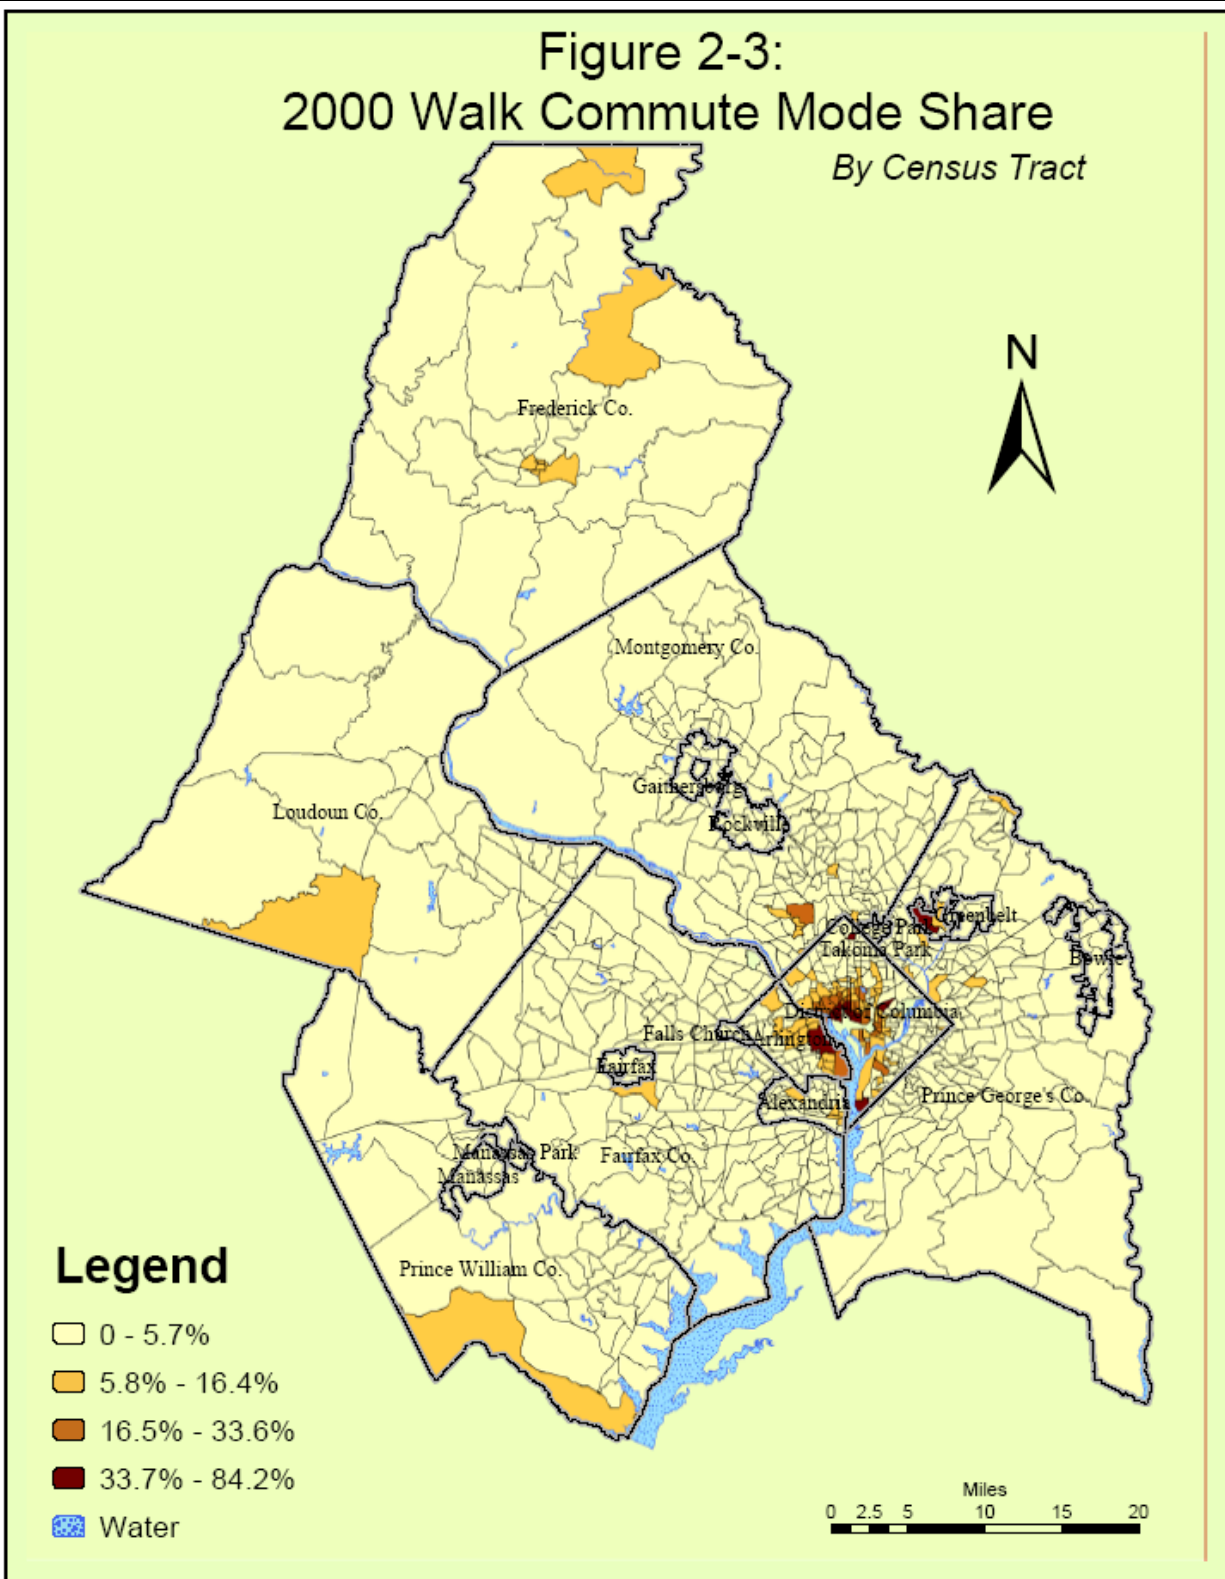 Figure 2-3:
2000 Walk Commute Mode Share
By Census Tract
N
Frederick Co.
Montgomery Co.
Gaithersburg
Loudoun Co.
Rockville
Greenbelt
College Park
Takoma Park
Bowie
District of Columbia
Falls Church
Arlington
Fairfax
Alexandria
Prince George's Co.
Manassas Park
Fairfax Co.
Manassas
Prince William Co.
Legend
0 - 5.7%
5.8% - 16.4%
16.5% - 33.6%
33.7% - 84.2%
Water
Miles
0 2.5 5 10 15 20